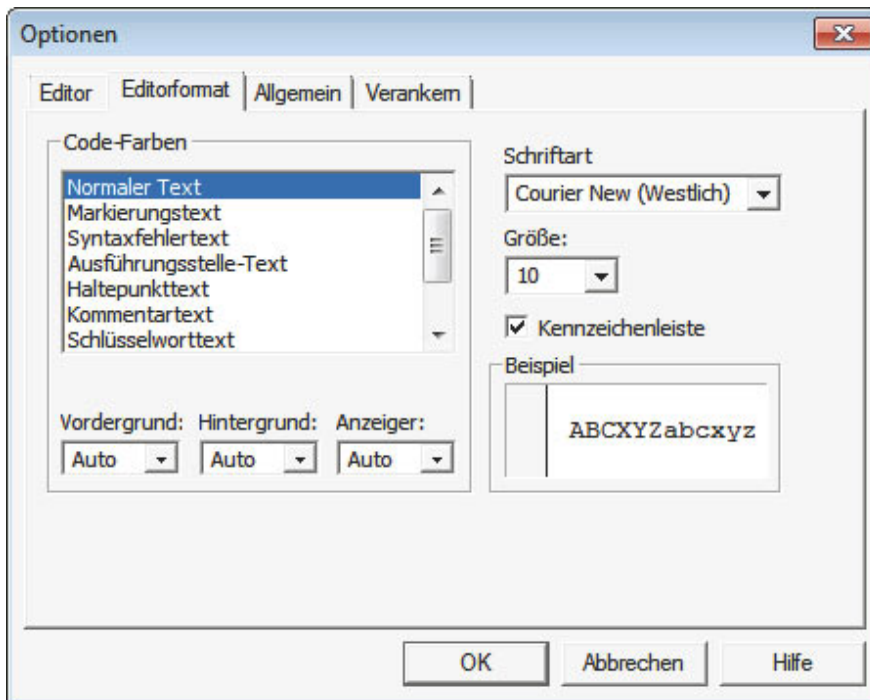 Optionen
Editor Editorformat Allgemein Verankern
Code-Farben
Normaler Text
Markierungstext
Syntaxfehlertext
Ausführungsstelle-Text
Haltepunkttext
Kommentartext
Schlüsselworttext
Vordergrund: Hintergrund: Anzeiger:
Auto Auto Auto
Schriftart
Courier New (Westlich)
Größe:
10
Kennzeichenleiste
Beispiel
ABCXYZabcxyz
OK Abbrechen Hilfe